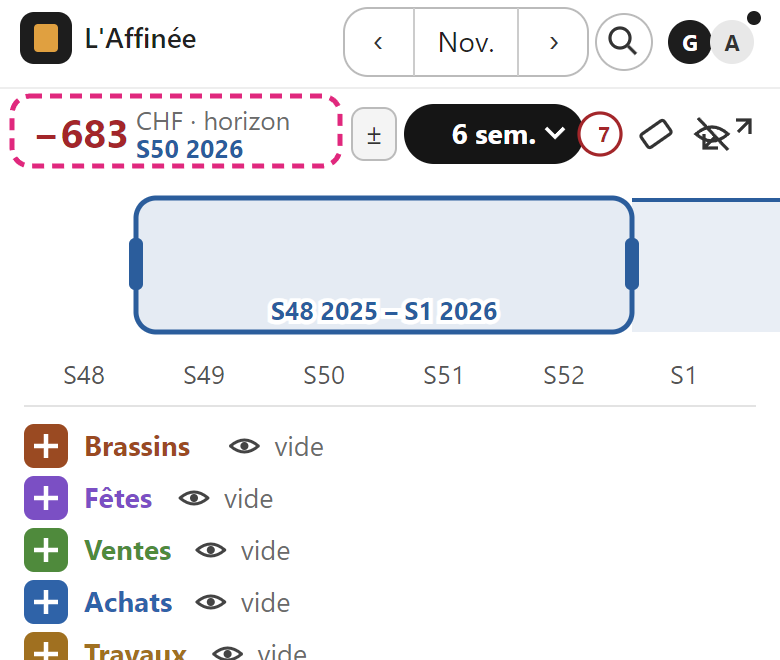 L'Affinée
‹ Nov. ›
G A
–683 CHF · horizon
S50 2026
± 6 sem. 7
S48 2025 – S1 2026
S48 S49 S50 S51 S52 S1
Brassins vide
Fêtes vide
Ventes vide
Achats vide
Travaux vide